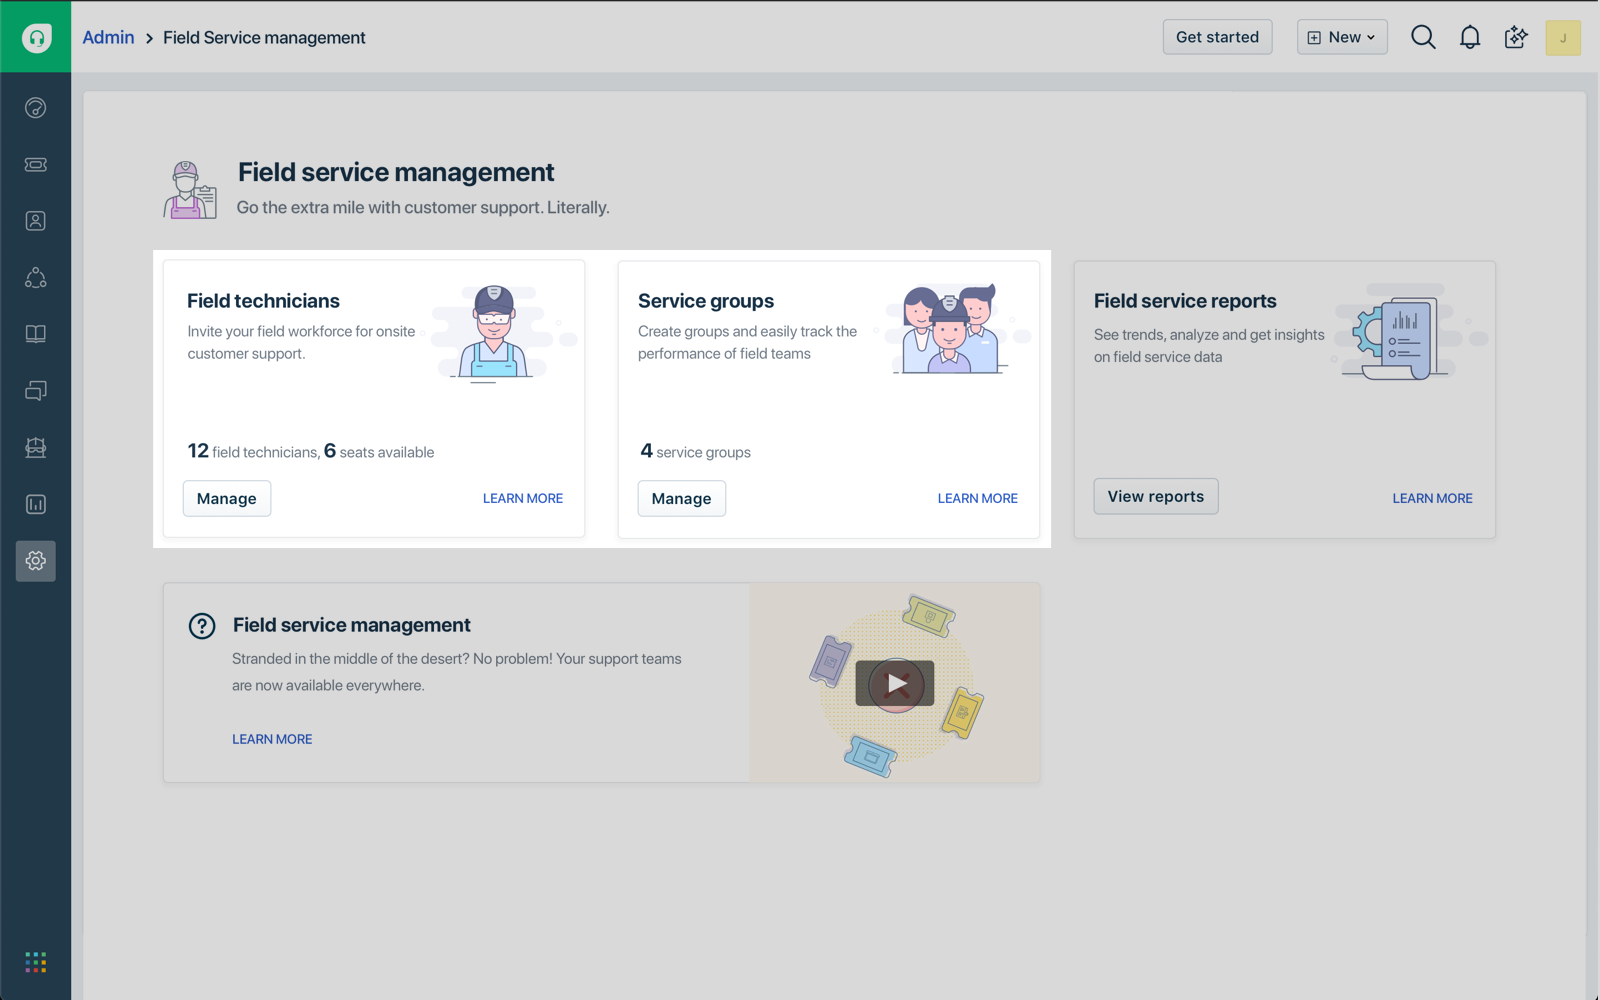 Admin > Field Service management
Get started
New
J
Field service management
Go the extra mile with customer support. Literally.
Field technicians
Invite your field workforce for onsite
customer support.
12 field technicians, 6 seats available
Manage
LEARN MORE
Service groups
Create groups and easily track the
performance of field teams
4 service groups
Manage
LEARN MORE
Field service reports
See trends, analyze and get insights
on field service data
View reports
LEARN MORE
Field service management
Stranded in the middle of the desert? No problem! Your support teams
are now available everywhere.
LEARN MORE